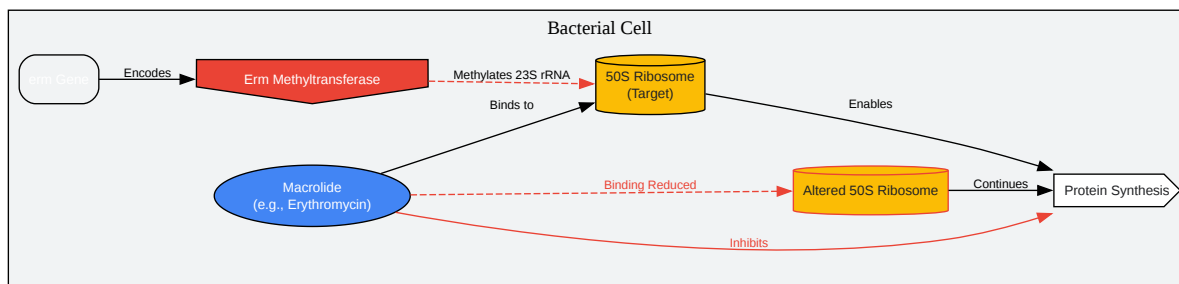 Bacterial Cell
erm Gene
Encodes
Erm Methyltransferase
Methylates 23S rRNA
50S Ribosome
(Target)
Binds to
Enables
Macrolide
(e.g., Erythromycin)
Binding Reduced
Altered 50S Ribosome
Continues
Protein Synthesis
Inhibits